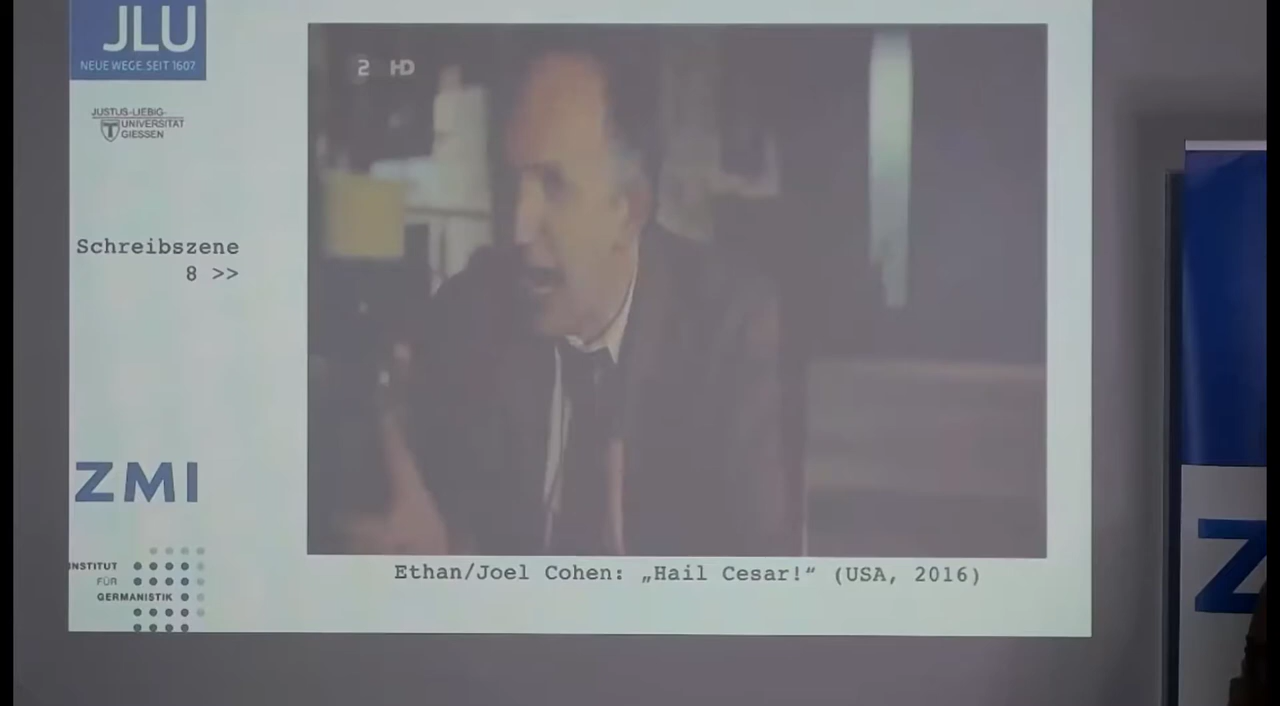 JLU
NEUE WEGE. SEIT 1607
JUSTUS-LIEBIG-
UNIVERSITÄT
GIESSEN
Schreibszene
8 >>
ZMI
INSTITUT
FÜR
GERMANISTIK
2 HD
Ethan/Joel Cohen: „Hail Cesar!“ (USA, 2016)
Z